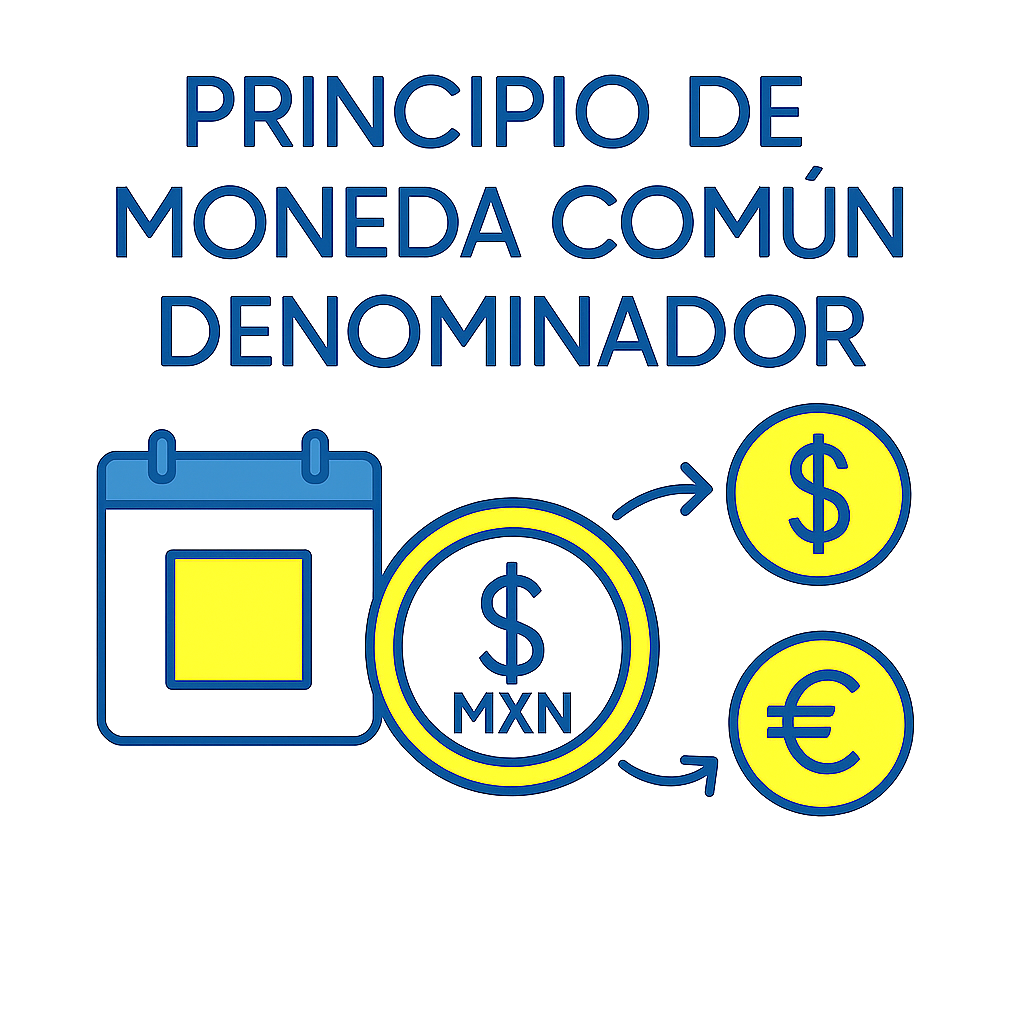 PRINCIPIO DE
MONEDA COMÚN
DENOMINADOR
$
$
MXN
€